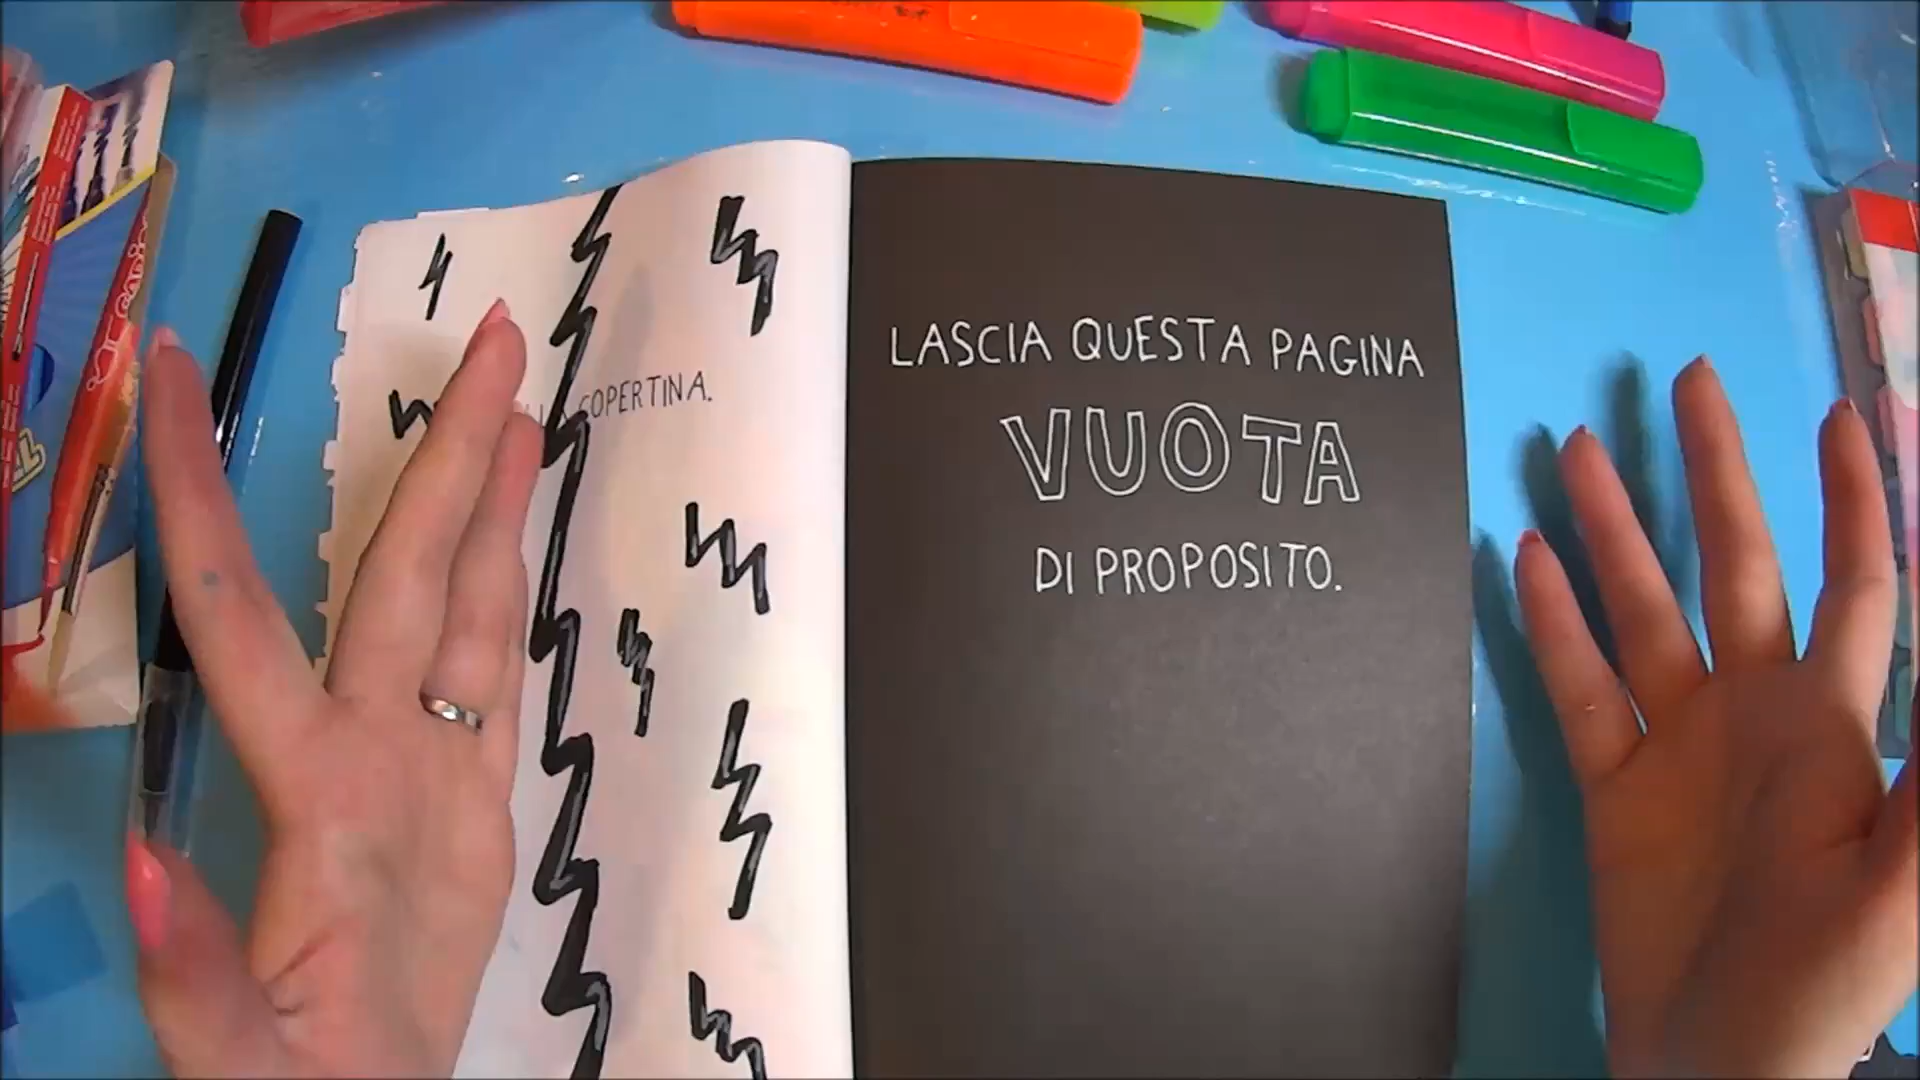 COPERTINA.
LASCIA QUESTA PAGINA
VUOTA
DI PROPOSITO.